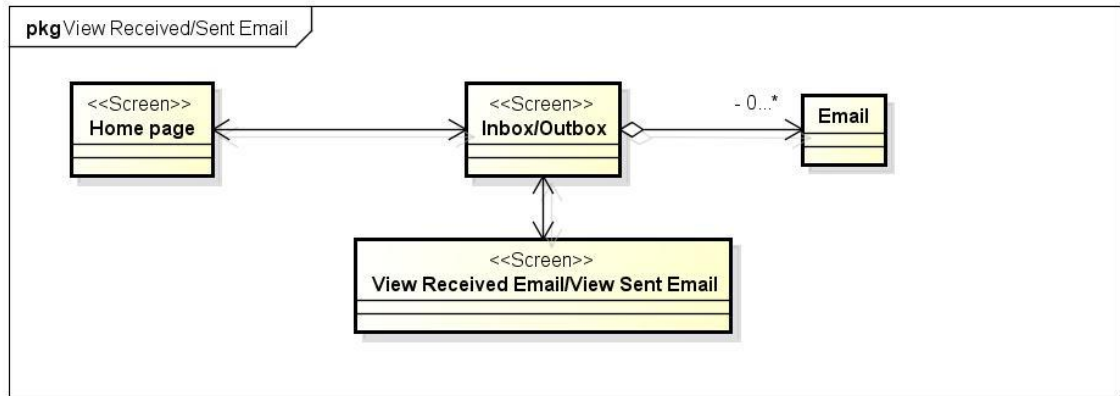 pkg View Received/Sent Email
<<Screen>>
Home page
<<Screen>>
Inbox/Outbox
- 0...*
Email
<<Screen>>
View Received Email/View Sent Email